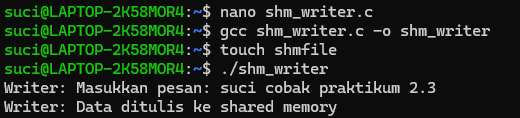 suci@LAPTOP-2K58MOR4:~$ nano shm_writer.c
suci@LAPTOP-2K58MOR4:~$ gcc shm_writer.c -o shm_writer
suci@LAPTOP-2K58MOR4:~$ touch shmfile
suci@LAPTOP-2K58MOR4:~$ ./shm_writer
Writer: Masukkan pesan: suci cobak praktikum 2.3
Writer: Data ditulis ke shared memory